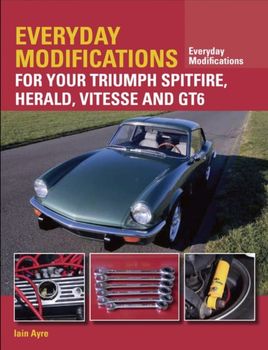 EVERYDAY
MODIFICATIONS
Everyday
Modifications
FOR YOUR TRIUMPH SPITFIRE,
HERALD, VITESSE AND GT6
Iain Ayre